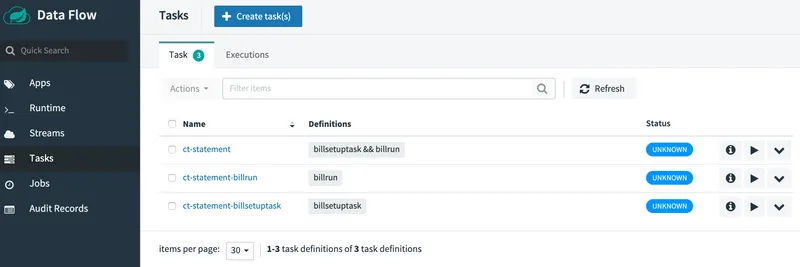 Data Flow
Quick Search
Apps
Runtime
Streams
Tasks
Jobs
Audit Records
Tasks
+ Create task(s)
Task 3
Executions
Actions
Filter items
Refresh
Name Definitions Status
ct-statement billsetuptask && billrun UNKNOWN
ct-statement-billrun billrun UNKNOWN
ct-statement-billsetuptask billsetuptask UNKNOWN
items per page: 30 1-3 task definitions of 3 task definitions